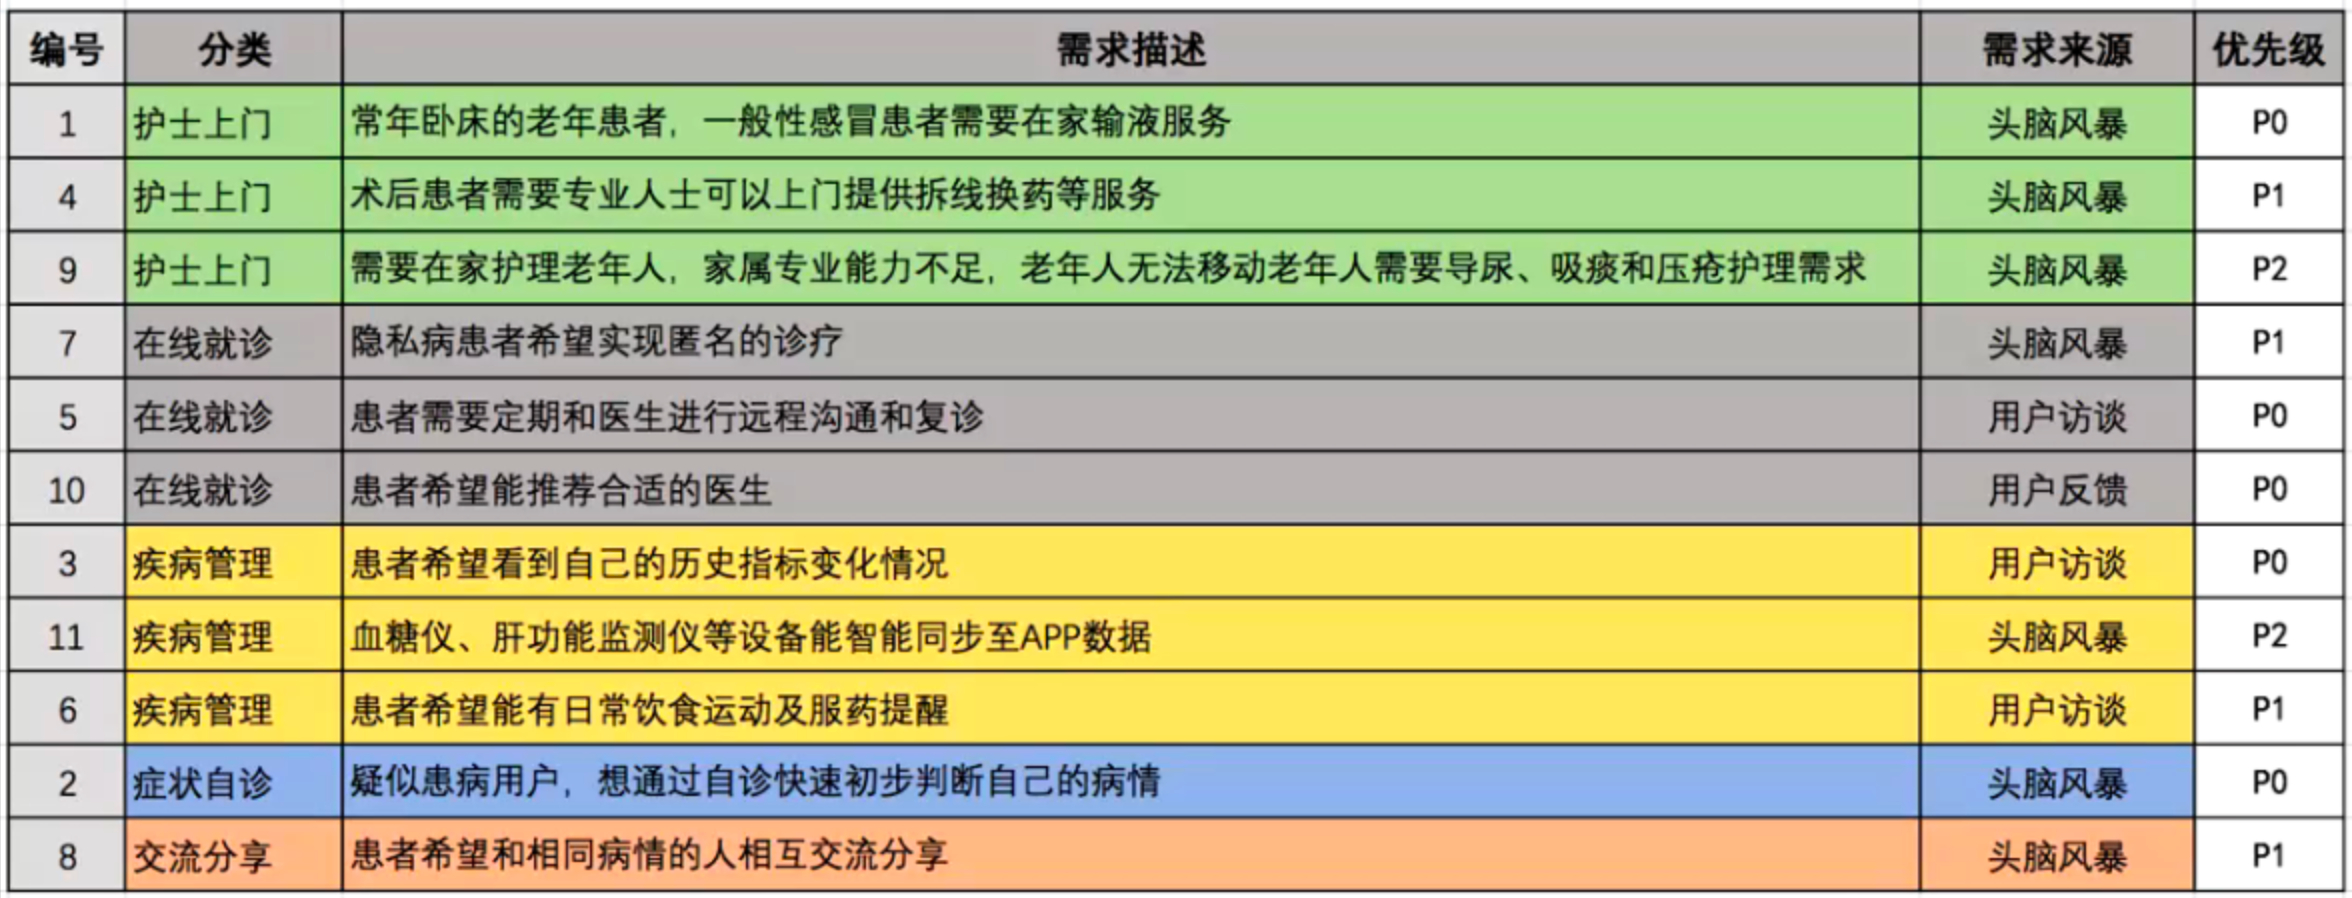 编号 分类 需求描述 需求来源 优先级
1 护士上门 常年卧床的老年患者，一般性感冒患者需要在家输液服务 头脑风暴 P0
4 护士上门 术后患者需要专业人士可以上门提供拆线换药等服务 头脑风暴 P1
9 护士上门 需要在家护理老年人，家属专业能力不足，老年人无法移动老年人需要导尿、吸痰和压疮护理需求 头脑风暴 P2
7 在线就诊 隐私病患者希望实现匿名的诊疗 头脑风暴 P1
5 在线就诊 患者需要定期和医生进行远程沟通和复诊 用户访谈 P0
10 在线就诊 患者希望能推荐合适的医生 用户反馈 P0
3 疾病管理 患者希望看到自己的历史指标变化情况 用户访谈 P0
11 疾病管理 血糖仪、肝功能监测仪等设备能智能同步至APP数据 头脑风暴 P2
6 疾病管理 患者希望能有日常饮食运动及服药提醒 用户访谈 P1
2 症状自诊 疑似患病用户，想通过自诊快速初步判断自己的病情 头脑风暴 P0
8 交流分享 患者希望和相同病情的人相互交流分享 头脑风暴 P1